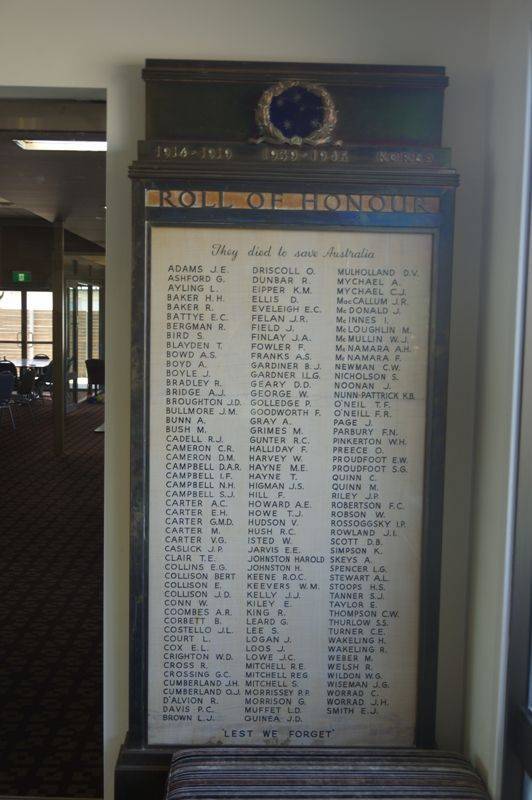 1914-1919 1939-1945 KOREA
ROLL OF HONOUR
They died to save Australia
ADAMS J.E.
ASHFORD G.
AYLING L.
BAKER H.H.
BAKER R.
BATTYE E.C.
BERGMAN R.
BIRD S.
BLAYDEN T.
BOWD A.S.
BOYD A.
BOYLE J.
BRADLEY R.
BRIDGE A.J.
BROUGHTON J.D.
BULLMORE J.M.
BUNN A.
BUSH M.
CADELL R.J.
CAMERON C.R.
CAMERON D.M.
CAMPBELL D.A.R.
CAMPBELL I.F.
CAMPBELL N.H.
CAMPBELL S.J.
CARTER A.C.
CARTER E.H.
CARTER G.M.D.
CARTER M.
CARTER V.G.
CASLICK J.P.
CLAIR T.E.
COLLINS E.G.
COLLISON BERT
COLLISON E.
COLLISON J.D.
CONN W.
COOMBES A.R.
CORBETT B.
COSTELLO J.L.
COURT L.
COX E.L.
CRIGHTON W.D.
CROSS R.
CROSSING G.C.
CUMBERLAND J.H.
CUMBERLAND O.J.
D'ALVION R.
DAVIS P.C.
BROWN L.J.
DRISCOLL O.
DUNBAR R.
EIPPER K.M.
ELLIS D.
EVELEIGH E.C.
FELAN J.R.
FIELD J.
FINLAY J.A.
FOWLER F.
FRANKS A.S.
GARDINER B.J.
GARDNER I.L.G.
GEARY D.D.
GEORGE W.
GOLLEDGE P.
GOODWORTH F.
GRAY A.
GRIMES M.
GUNTER R.C.
HALLIDAY F.
HARVEY W.
HAYNE M.E.
HAYNE T.
HIGMAN J.S.
HILL F.
HOWARD A.E.
HOWE T.J.
HUDSON V.
HUSH R.C.
ISTED W.
JARVIS E.E.
JOHNSTON HAROLD
JOHNSTON H.
KEENE R.O.C.
KEEVERS W.M.
KELLY J.J.
KILEY E.
KING R.
LEARD G.
LEE S.
LOGAN J.
LOOS J.
LOWE J.C.
MITCHELL R.E.
MITCHELL REG
MITCHELL S.
MORRISSEY P.P.
MORRISON G.
MUFFET L.D.
GUINEA J.D.
MULHOLLAND D.V.
MYCHAEL A.
MYCHAEL C.J.
MacCALLUM J.R.
McDONALD J.
McINNES I.
McLOUGHLIN M.
McMULLIN W.J.
McNAMARA A.H.
McNAMARA F.
NEWMAN C.W.
NICHOLSON S.
NOONAN J.
NUNN-PATTRICK K.B.
O'NEIL T.F.
O'NEILL F.R.
PAGE J.
PARBURY F.N.
PINKERTON W.H.
PREECE O.
PROUDFOOT E.W.
PROUDFOOT S.G.
QUINN C.
QUINN M.
RILEY J.P.
ROBERTSON F.C.
ROBSON W.
ROSSOGGSKY I.P.
ROWLAND J.I.
SCOTT D.B.
SIMPSON K.
SKEYS A.
SPENCER L.G.
STEWART A.L.
STOOPS H.S.
TANNER S.J.
TAYLOR E.
THOMPSON C.W.
THURLOW S.S.
TURNER C.E.
WAKELING H.
WAKELING R.
WEBER M.
WELSH R.
WILDON W.G.
WISEMAN J.G.
WORRAD C.
WORRAD J.H.
SMITH E.J.
'LEST WE FORGET'